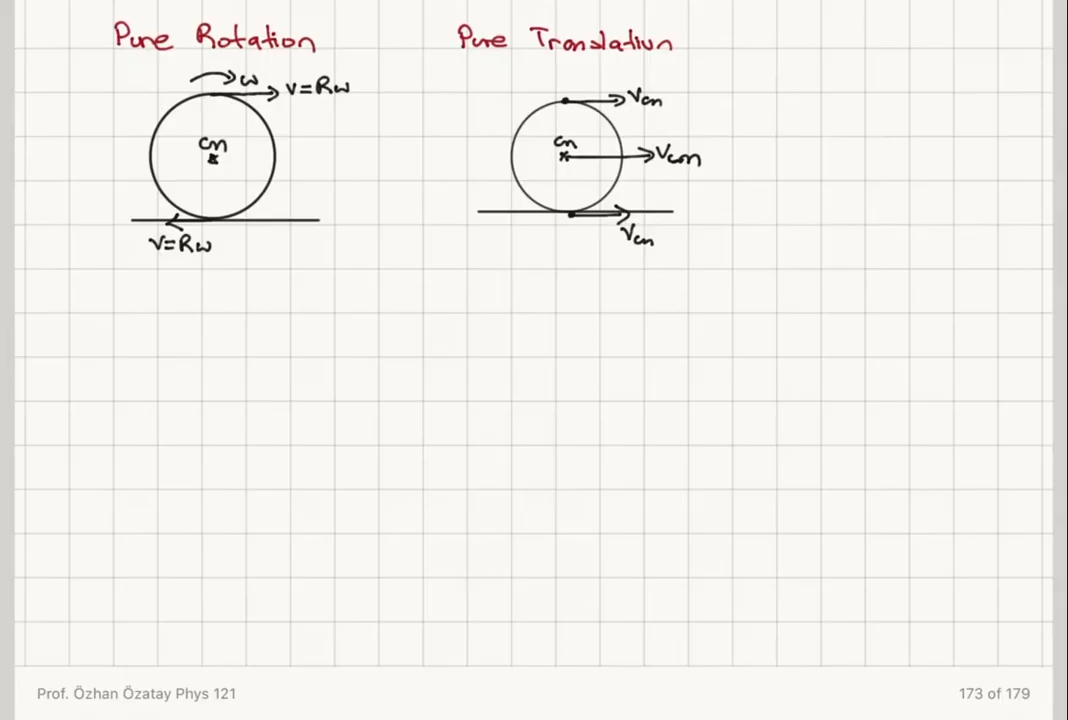 Pure Rotation
ω
v=Rω
cm
v=Rω
Pure Translation
Vcm
cm
Vcm
Vcm
Prof. Özhan Özatay Phys 121
173 of 179